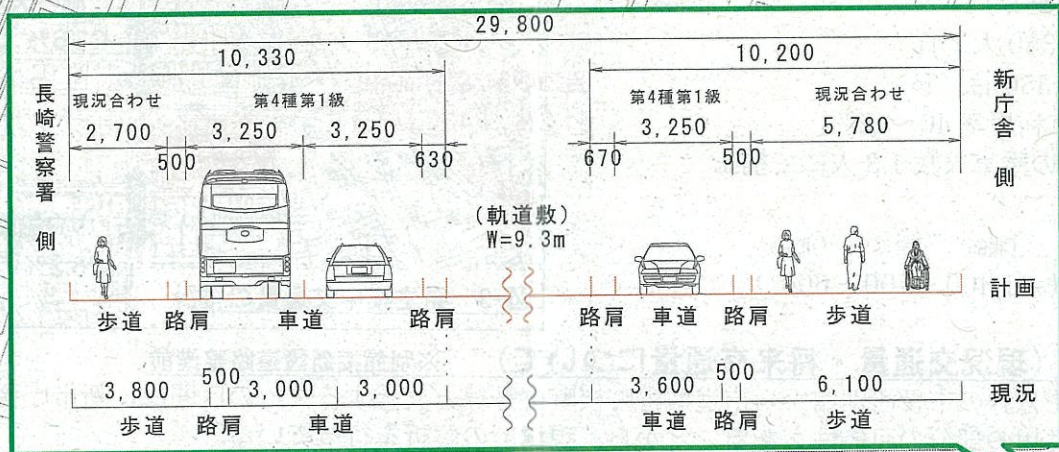 29,800
10,330
10,200
長崎警察署側
現況合わせ
第4種第1級
第4種第1級
現況合わせ
新庁舎側
2,700
500
3,250
3,250
630
670
3,250
500
5,780
(軌道敷)
W=9.3m
計画
歩道
路肩
車道
路肩
路肩
車道
路肩
歩道
3,800
500
3,000
3,000
3,600
500
6,100
現況
歩道
路肩
車道
車道
路肩
歩道